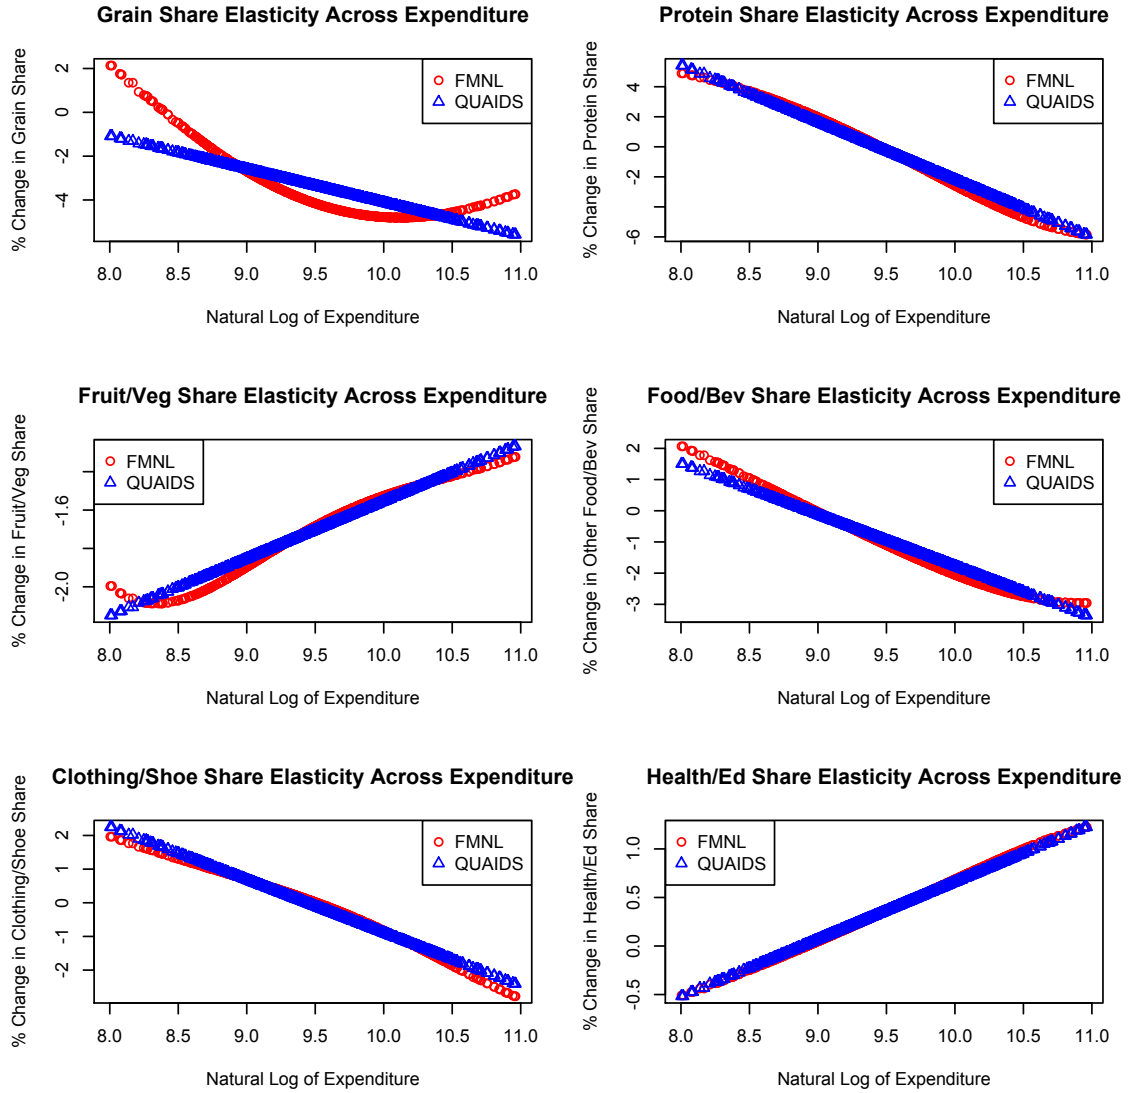 Grain Share Elasticity Across Expenditure
% Change in Grain Share
2
0
-2
-4
FMNL
QUAIDS
8.0 8.5 9.0 9.5 10.0 10.5 11.0
Natural Log of Expenditure
Protein Share Elasticity Across Expenditure
% Change in Protein Share
4
2
0
-2
-6
FMNL
QUAIDS
8.0 8.5 9.0 9.5 10.0 10.5 11.0
Natural Log of Expenditure
Fruit/Veg Share Elasticity Across Expenditure
% Change in Fruit/Veg Share
-1.6
-2.0
FMNL
QUAIDS
8.0 8.5 9.0 9.5 10.0 10.5 11.0
Natural Log of Expenditure
Food/Bev Share Elasticity Across Expenditure
% Change in Other Food/Bev Share
2
1
0
-1
-2
-3
FMNL
QUAIDS
8.0 8.5 9.0 9.5 10.0 10.5 11.0
Natural Log of Expenditure
Clothing/Shoe Share Elasticity Across Expenditure
% Change in Clothing/Shoe Share
2
1
0
-1
-2
FMNL
QUAIDS
8.0 8.5 9.0 9.5 10.0 10.5 11.0
Natural Log of Expenditure
Health/Ed Share Elasticity Across Expenditure
% Change in Health/Ed Share
1.0
0.5
0.0
-0.5
FMNL
QUAIDS
8.0 8.5 9.0 9.5 10.0 10.5 11.0
Natural Log of Expenditure